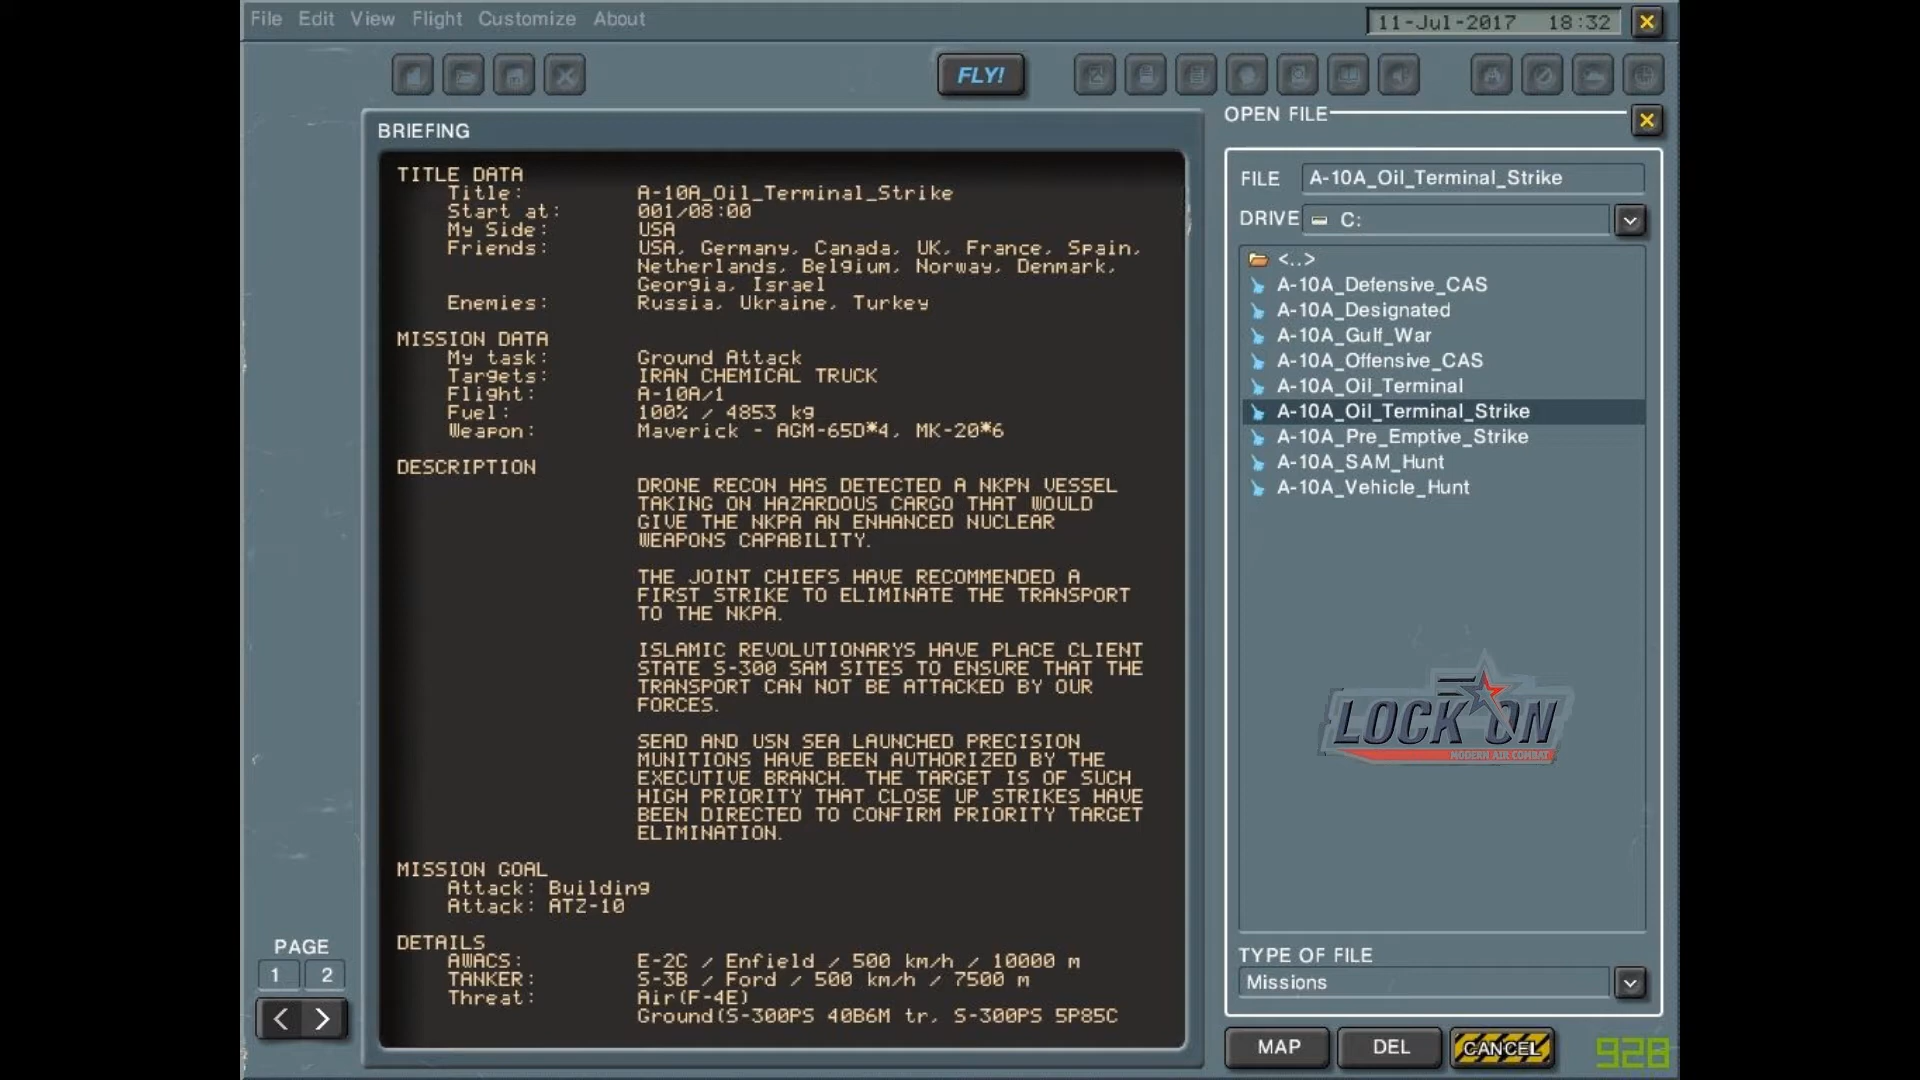 File Edit View Flight Customize About
11-Jul-2017 18:32
FLY!
BRIEFING
TITLE DATA
Title: A-10A_Oil_Terminal_Strike
Start at: 001/08:00
My Side: USA
Friends: USA, Germany, Canada, UK, France, Spain,
Netherlands, Belgium, Norway, Denmark,
Georgia, Israel
Enemies: Russia, Ukraine, Turkey
MISSION DATA
My task: Ground Attack
Targets: IRAN CHEMICAL TRUCK
Flight: A-10A/1
Fuel: 100% / 4853 kg
Weapon: Maverick - AGM-65D*4, MK-20*6
DESCRIPTION
DRONE RECON HAS DETECTED A NKPN VESSEL
TAKING ON HAZARDOUS CARGO THAT WOULD
GIVE THE NKPA AN ENHANCED NUCLEAR
WEAPONS CAPABILITY.
THE JOINT CHIEFS HAVE RECOMMENDED A
FIRST STRIKE TO ELIMINATE THE TRANSPORT
TO THE NKPA.
ISLAMIC REVOLUTIONARYS HAVE PLACE CLIENT
STATE S-300 SAM SITES TO ENSURE THAT THE
TRANSPORT CAN NOT BE ATTACKED BY OUR
FORCES.
SEAD AND USN SEA LAUNCHED PRECISION
MUNITIONS HAVE BEEN AUTHORIZED BY THE
EXECUTIVE BRANCH. THE TARGET IS OF SUCH
HIGH PRIORITY THAT CLOSE UP STRIKES HAVE
BEEN DIRECTED TO CONFIRM PRIORITY TARGET
ELIMINATION.
MISSION GOAL
Attack: Building
Attack: ATZ-10
DETAILS
AWACS: E-2C / Enfield / 500 km/h / 10000 m
TANKER: S-3B / Ford / 500 km/h / 7500 m
Threat: Air(F-4E)
Ground(S-300PS 40B6M tr, S-300PS 5P85C
PAGE
1 2
< >
OPEN FILE
FILE A-10A_Oil_Terminal_Strike
DRIVE C:
<..>
A-10A_Defensive_CAS
A-10A_Designated
A-10A_Gulf_War
A-10A_Offensive_CAS
A-10A_Oil_Terminal
A-10A_Oil_Terminal_Strike
A-10A_Pre_Emptive_Strike
A-10A_SAM_Hunt
A-10A_Vehicle_Hunt
LOCK ON
MODERN AIR COMBAT
TYPE OF FILE
Missions
MAP DEL CANCEL
928